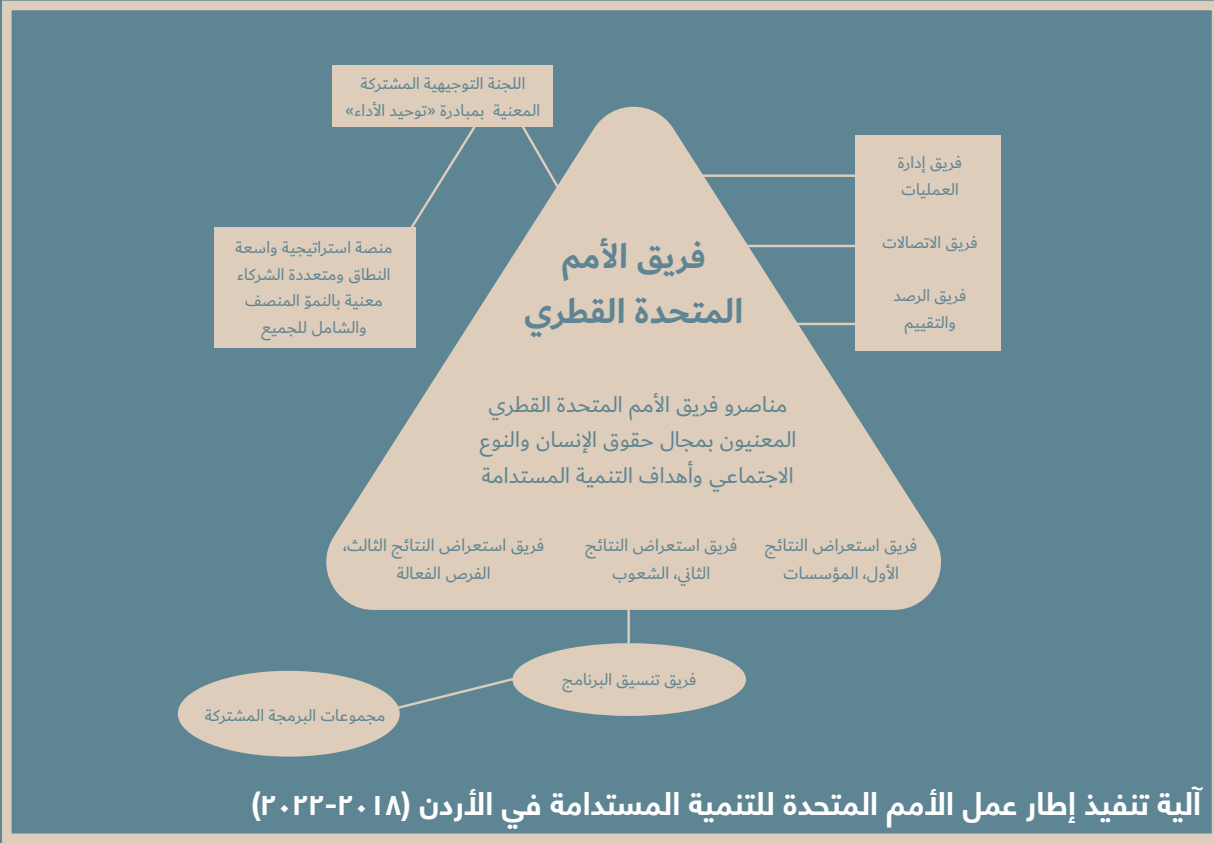 اللجنة التوجيهية المشتركة
المعنية بمبادرة «توحيد الأداء»
فريق إدارة
العمليات
فريق الاتصالات
فريق الرصد
والتقييم
منصة استراتيجية واسعة
النطاق ومتعددة الشركاء
معنية بالنموّ المنصف
والشامل للجميع
فريق الأمم
المتحدة القطري
مناصرو فريق الأمم المتحدة القطري
المعنيون بمجال حقوق الإنسان والنوع
الاجتماعي وأهداف التنمية المستدامة
فريق استعراض النتائج
الأول، المؤسسات
فريق استعراض النتائج
الثاني، الشعوب
فريق استعراض النتائج الثالث،
الفرص الفعالة
فريق تنسيق البرنامج
مجموعات البرمجة المشتركة
آلية تنفيذ إطار عمل الأمم المتحدة للتنمية المستدامة في الأردن (٢٠١٨-٢٠٢٢)